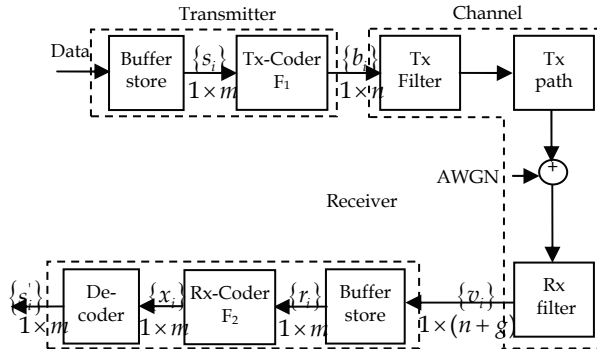 Transmitter
Channel
Data
Buffer
store
{s_i}
1×m
Tx-Coder
F₁
{b_i}
1×n
Tx
Filter
Tx
path
AWGN
+
Receiver
{s'_i}
1×m
De-
coder
{x_i}
1×m
Rx-Coder
F₂
{r_i}
1×m
Buffer
store
{v_i}
1×(n+g)
Rx
filter